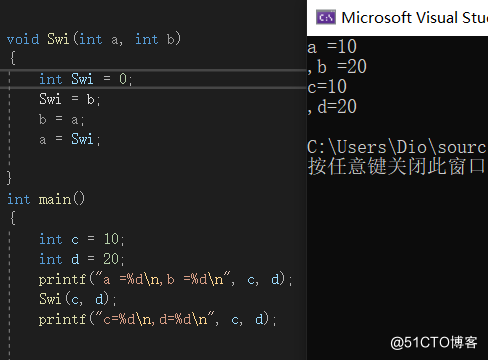 void Swi(int a, int b)
{
int Swi = 0;
Swi = b;
b = a;
a = Swi;
}
int main()
{
int c = 10;
int d = 20;
printf("a =%d\n,b =%d\n", c, d);
Swi(c, d);
printf("c=%d\n,d=%d\n", c, d);
Microsoft Visual Stu
a =10
,b =20
c=10
,d=20
C:\Users\Dio\sourc
按任意键关闭此窗口
@51CTO博客